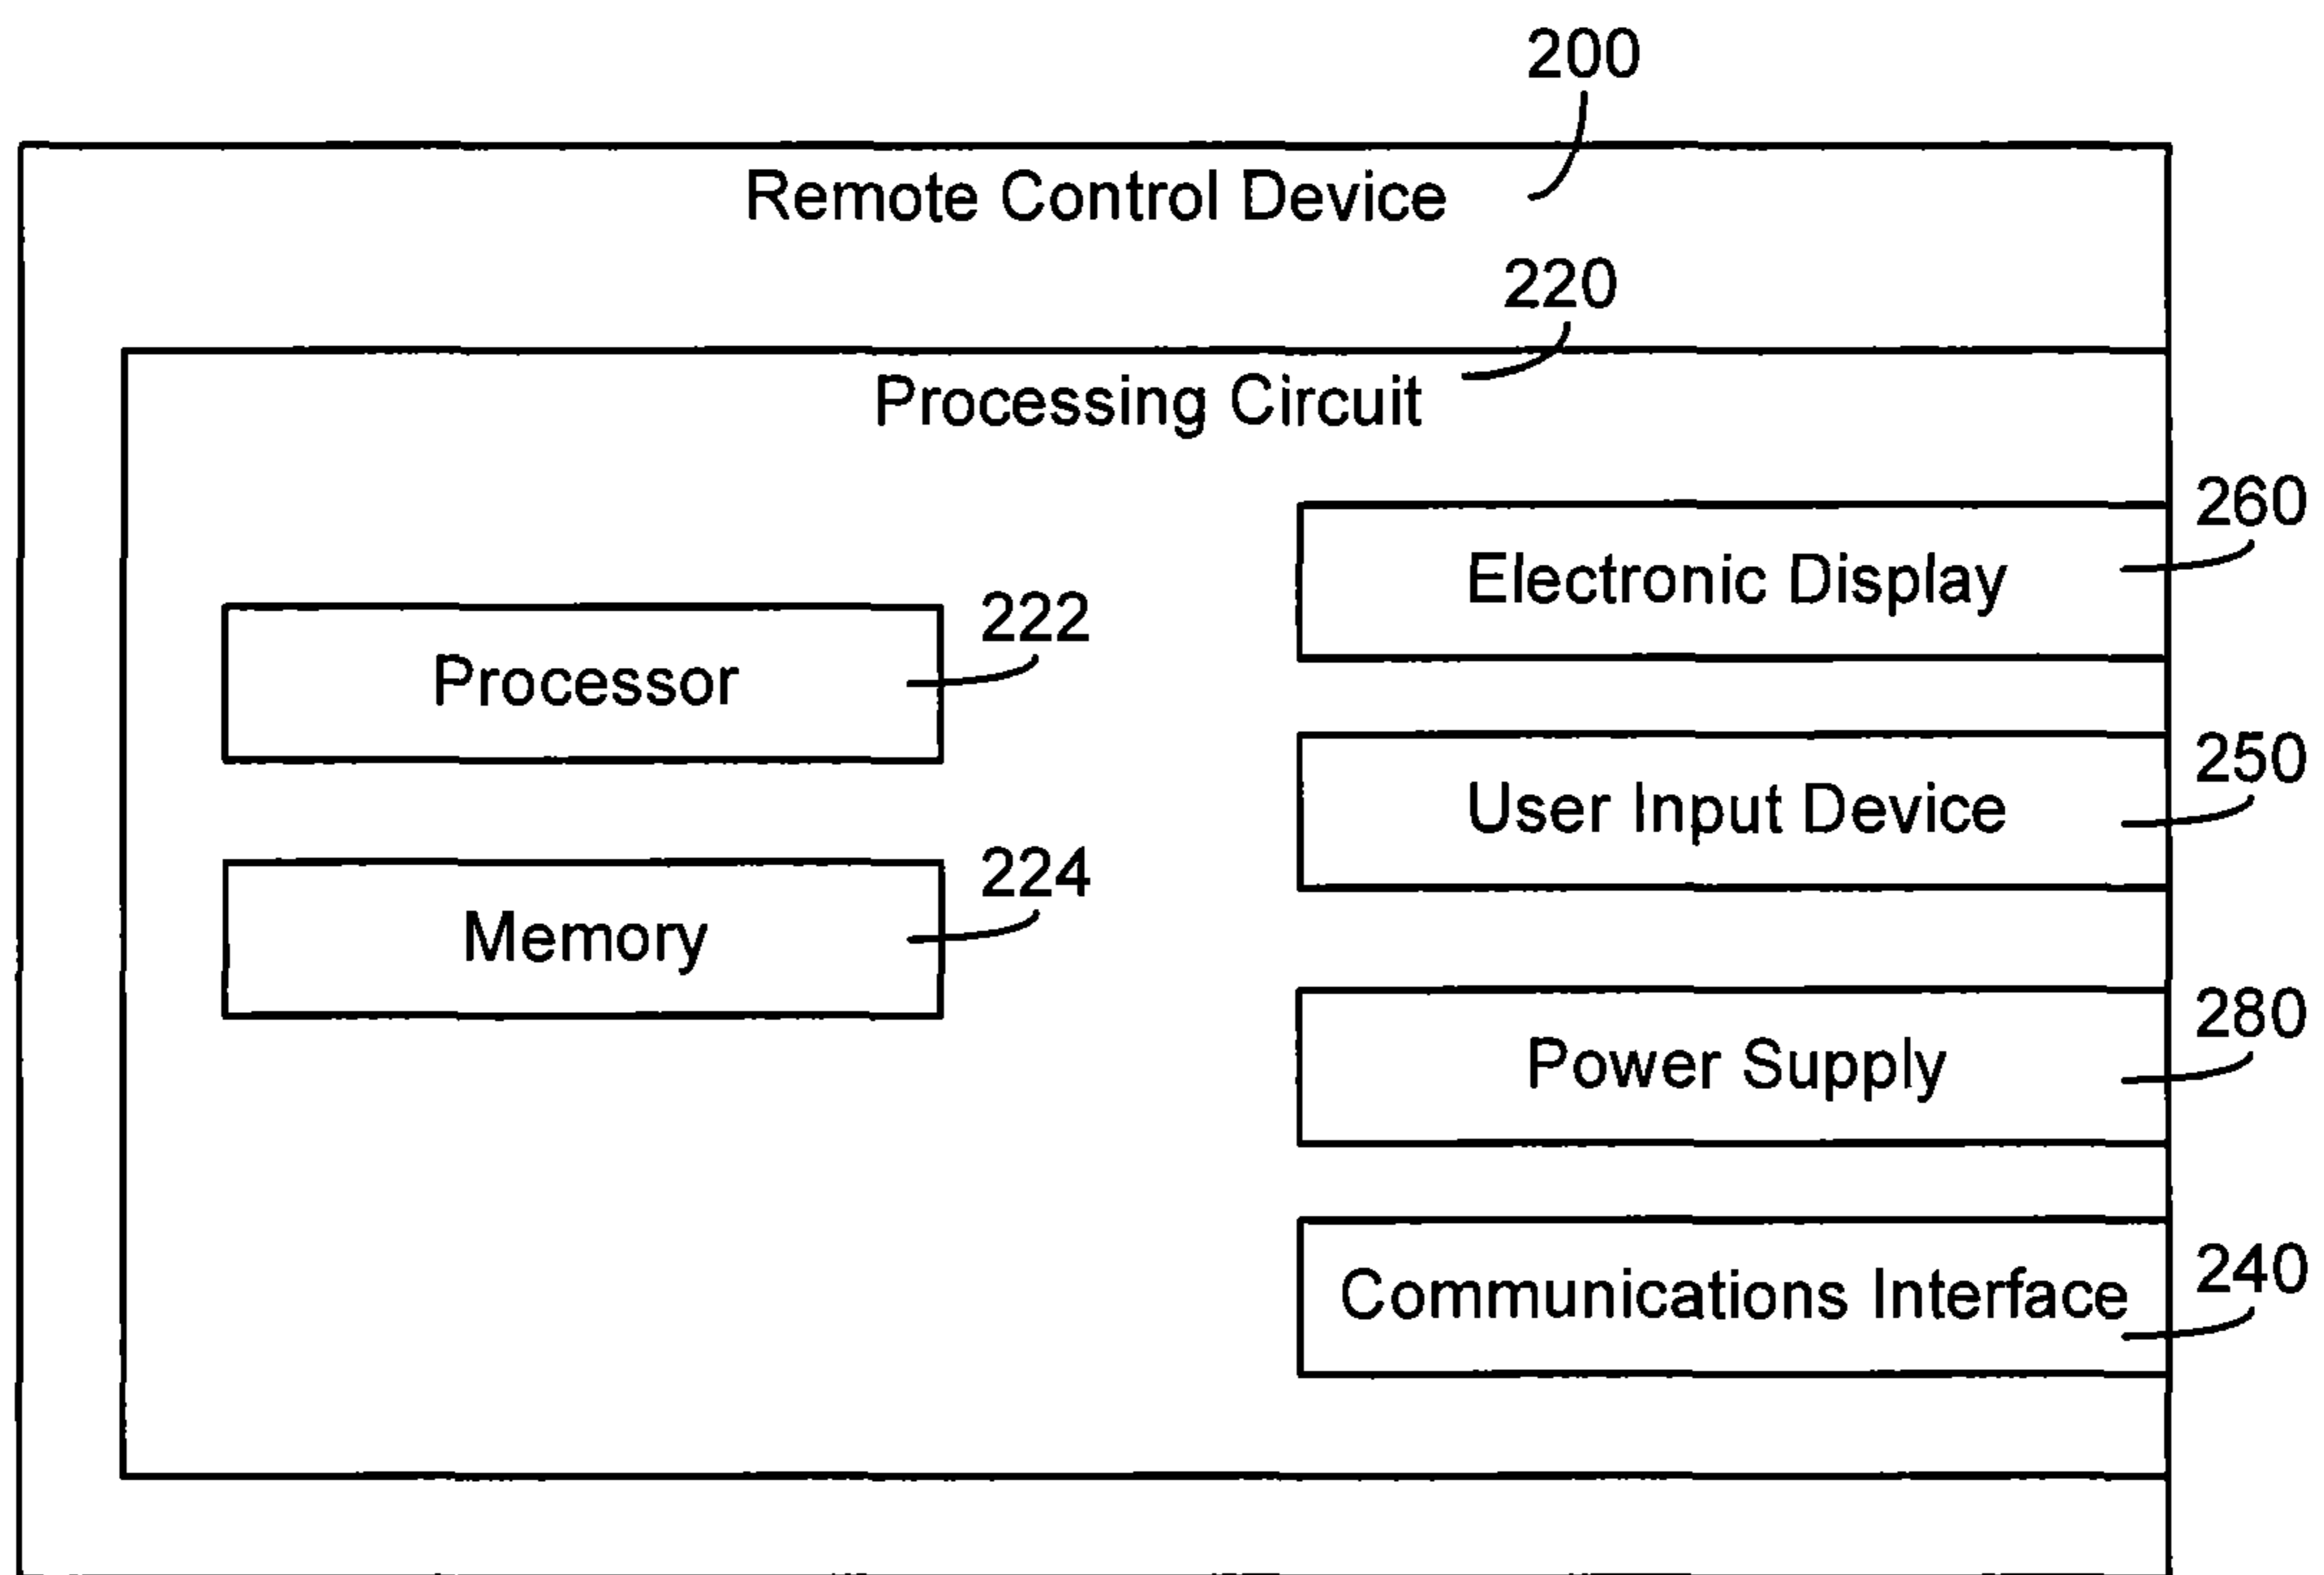 200
Remote Control Device
220
Processing Circuit
260
Electronic Display
222
Processor
250
User Input Device
224
Memory
280
Power Supply
240
Communications Interface